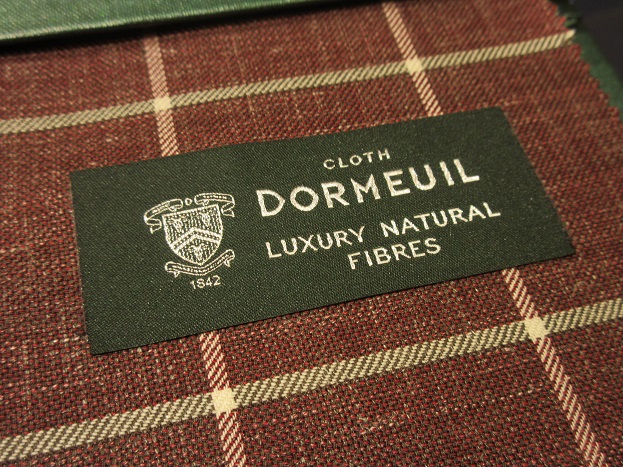 CLOTH
DORMEUIL
LUXURY NATURAL
FIBRES
1842